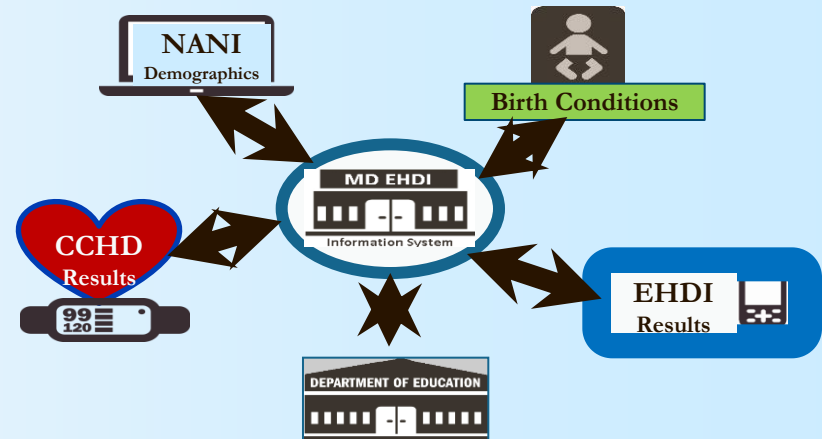 NANI
Demographics
Birth Conditions
MD EHDI
Information System
CCHD
Results
99
120
EHDI
Results
DEPARTMENT OF EDUCATION